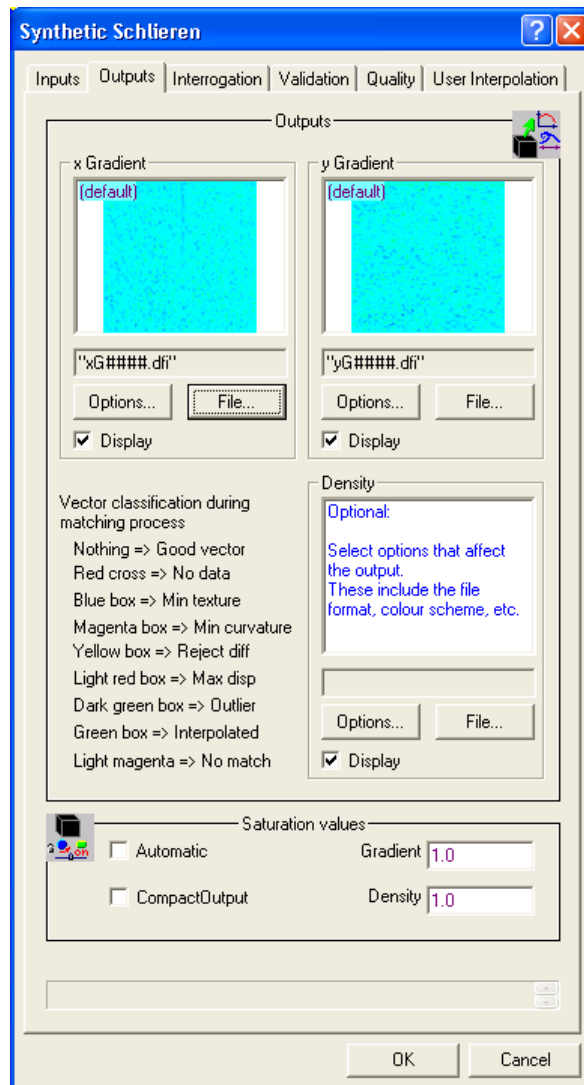 Synthetic Schlieren
Inputs Outputs Interrogation Validation Quality User Interpolation
Outputs
x Gradient
(default)
"xG####.dfi"
Options... File...
Display
y Gradient
(default)
"yG####.dfi"
Options... File...
Display
Vector classification during
matching process
Nothing => Good vector
Red cross => No data
Blue box => Min texture
Magenta box => Min curvature
Yellow box => Reject diff
Light red box => Max disp
Dark green box => Outlier
Green box => Interpolated
Light magenta => No match
Density
Optional:
Select options that affect
the output.
These include the file
format, colour scheme, etc.
Options... File...
Display
Saturation values
Automatic
Gradient 1.0
CompactOutput
Density 1.0
OK Cancel